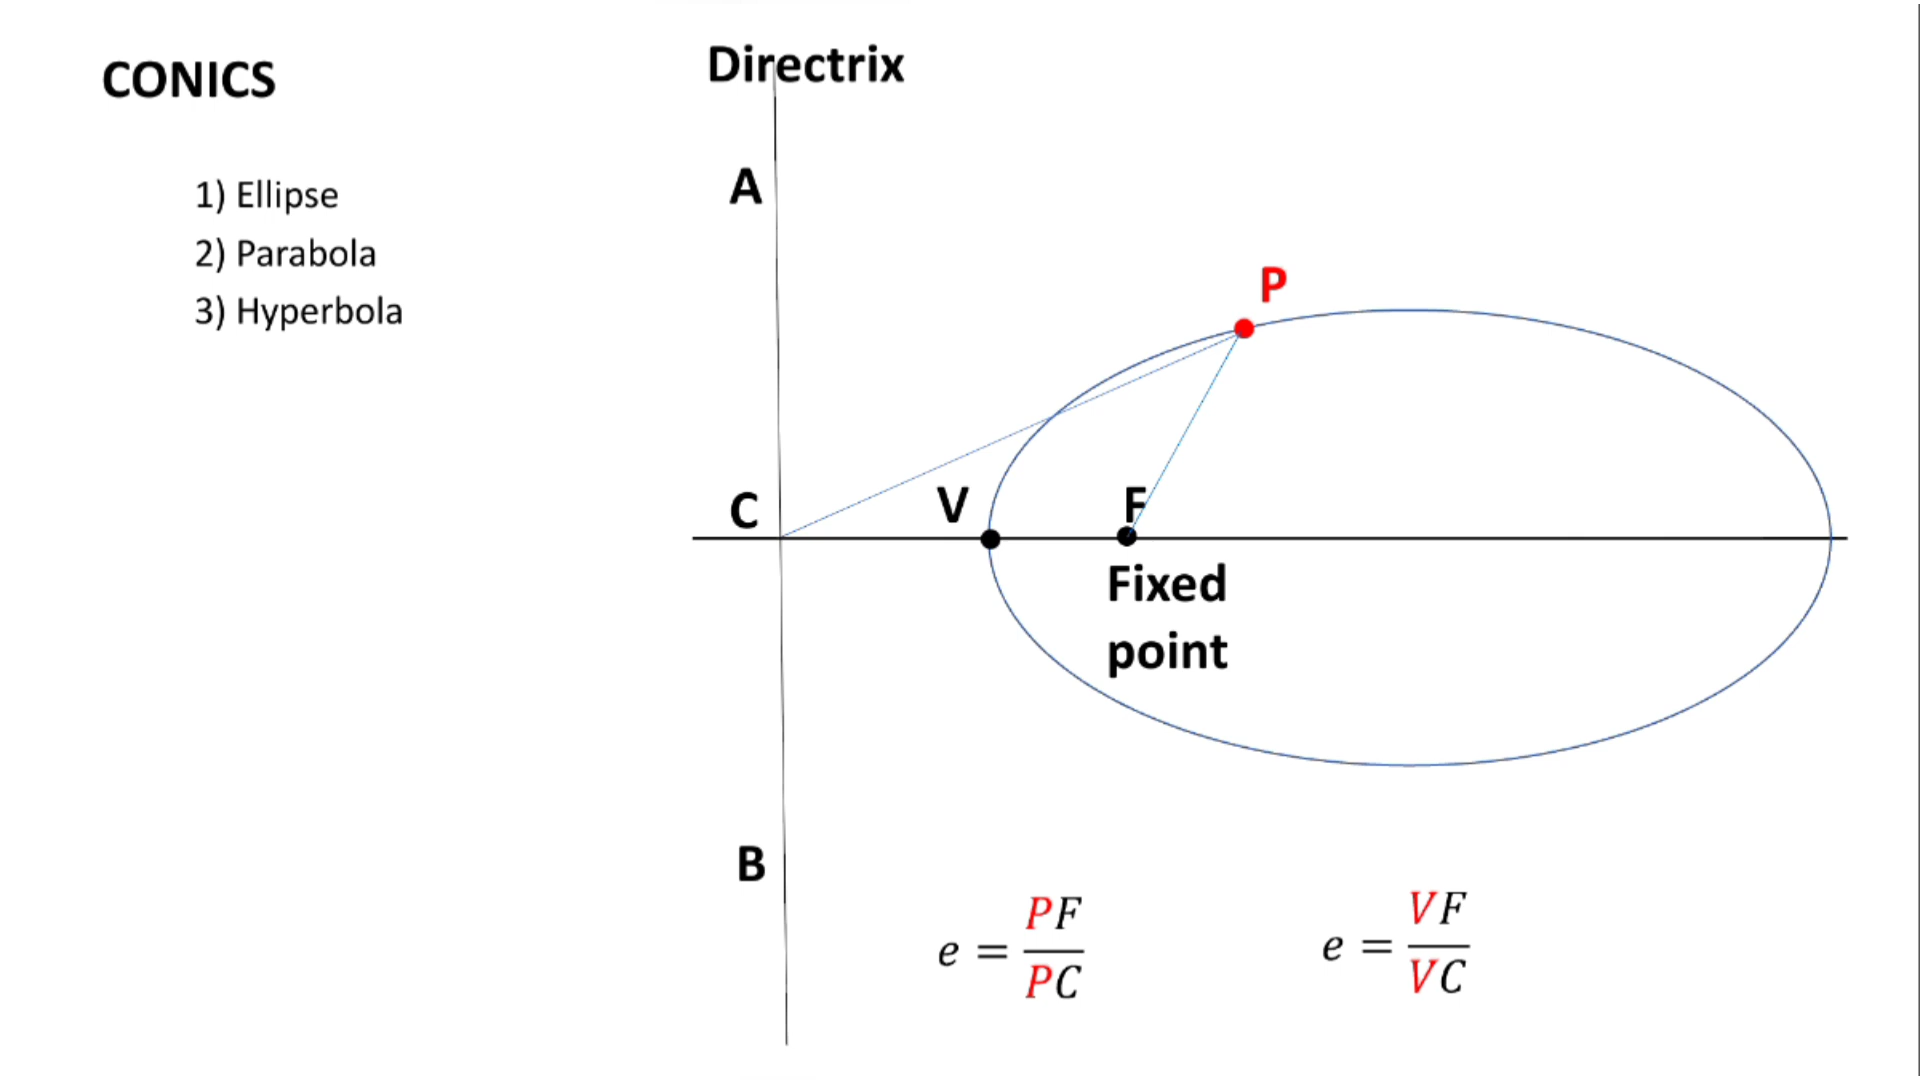 CONICS
1) Ellipse
2) Parabola
3) Hyperbola
Directrix
A
P
C
V
F
Fixed
point
B
e = PF/PC
e = VF/VC